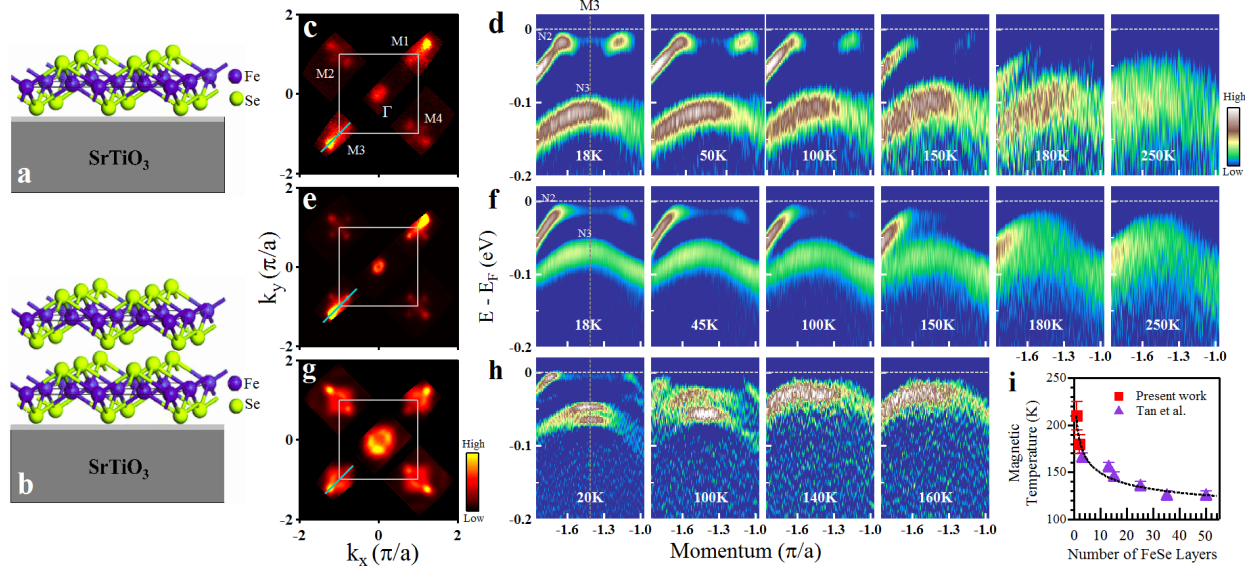 Fe
Se
SrTiO3
a
Fe
Se
SrTiO3
b
c
M1
M2
Γ
M3
M4
2
0
-2
e
2
0
-2
g
2
0
-2
-2
0
2
ky (π/a)
kx (π/a)
High
Low
M3
d
N2
N3
18K
50K
100K
150K
180K
250K
0
-0.1
-0.2
High
Low
f
N2
N3
18K
45K
100K
150K
180K
250K
0
-0.1
-0.2
-1.6
-1.3
-1.0
-1.6
-1.3
-1.0
E - EF (eV)
h
20K
100K
140K
160K
0
-0.1
-0.2
-1.6
-1.3
-1.0
-1.6
-1.3
-1.0
-1.6
-1.3
-1.0
-1.6
-1.3
-1.0
Momentum (π/a)
i
Present work
Tan et al.
250
200
150
100
0
10
20
30
40
50
Magnetic
Temperature (K)
Number of FeSe Layers